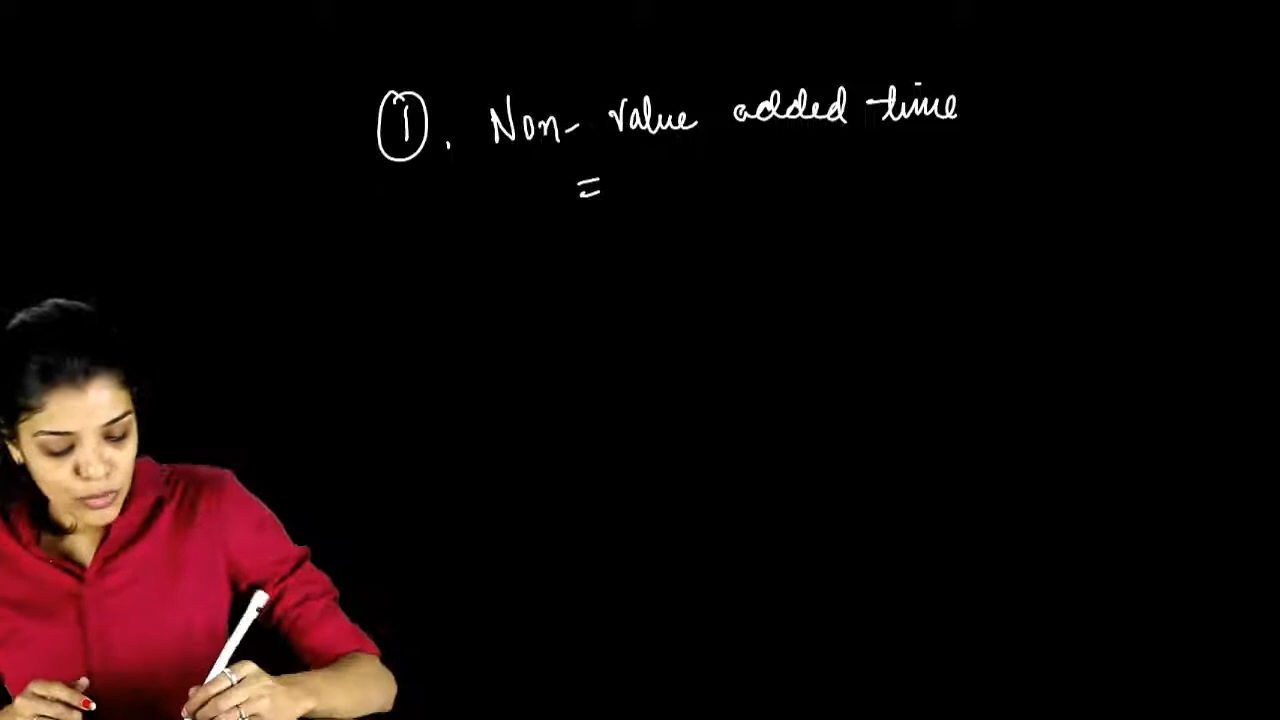 ①. Non-value added time
=